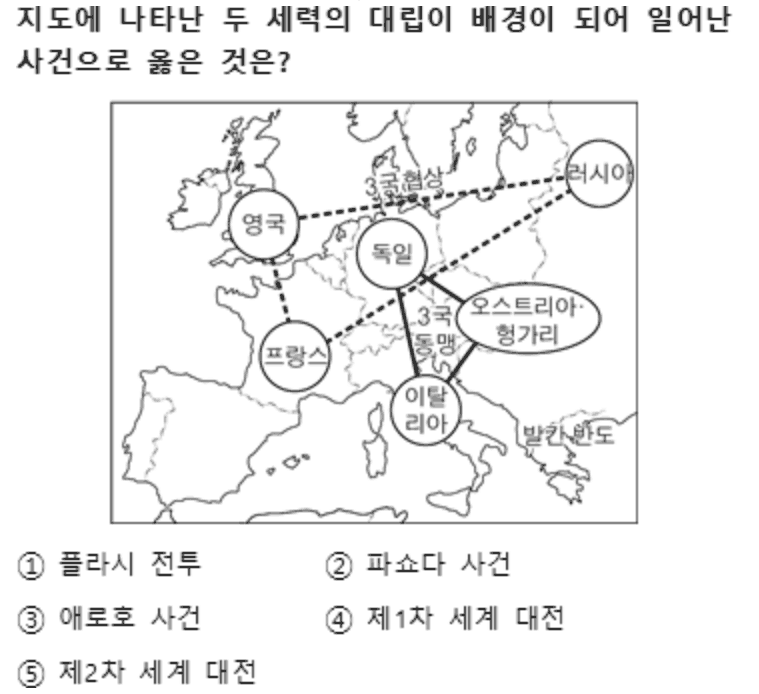 지도에 나타난 두 세력의 대립이 배경이 되어 일어난
사건으로 옳은 것은?
3국협상
러시아
영국
독일
오스트리아·
헝가리
3국
동맹
프랑스
이탈
리아
발칸 반도
① 플라시 전투
② 파쇼다 사건
③ 애로호 사건
④ 제1차 세계 대전
⑤ 제2차 세계 대전